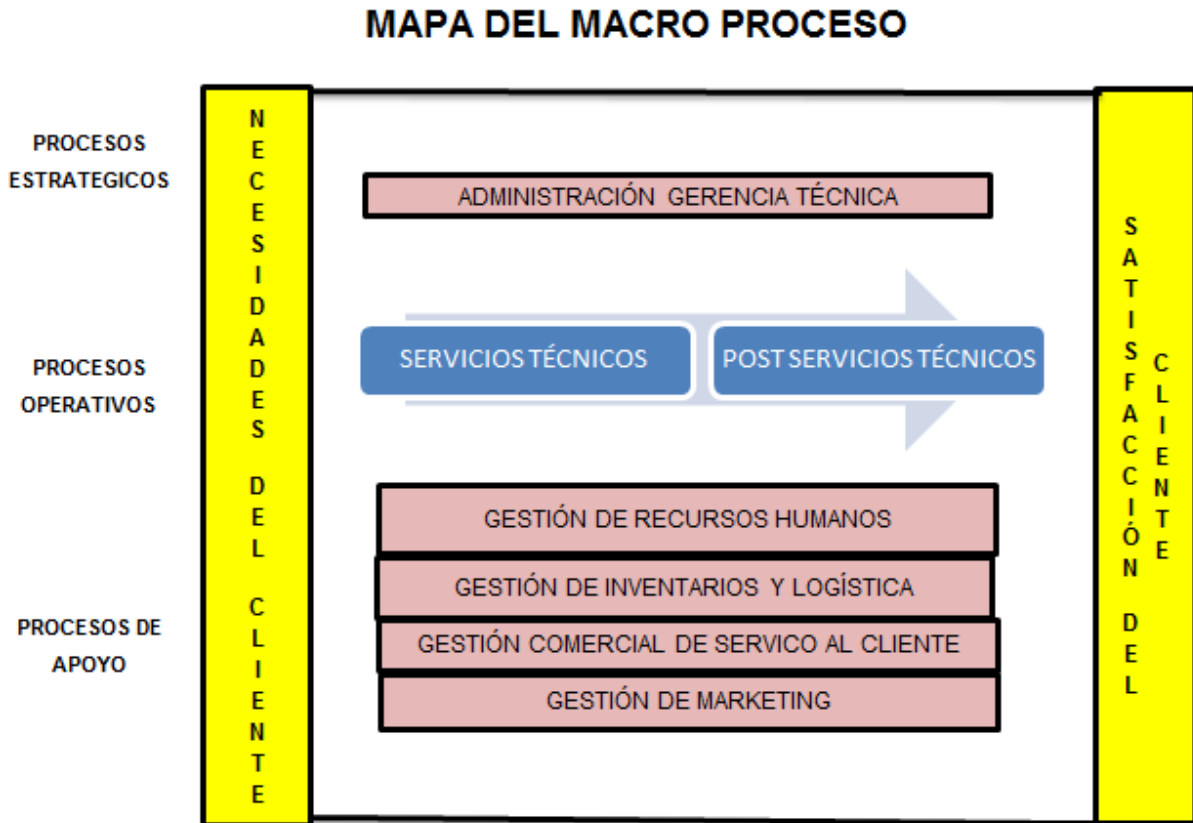 MAPA DEL MACRO PROCESO
PROCESOS
ESTRATEGICOS
NECESIDADES DEL CLIENTE
ADMINISTRACIÓN GERENCIA TÉCNICA
PROCESOS
OPERATIVOS
SERVICIOS TÉCNICOS
POST SERVICIOS TÉCNICOS
PROCESOS DE
APOYO
GESTIÓN DE RECURSOS HUMANOS
GESTIÓN DE INVENTARIOS Y LOGÍSTICA
GESTIÓN COMERCIAL DE SERVICO AL CLIENTE
GESTIÓN DE MARKETING
SATISFACCIÓN DEL
CLIENTE